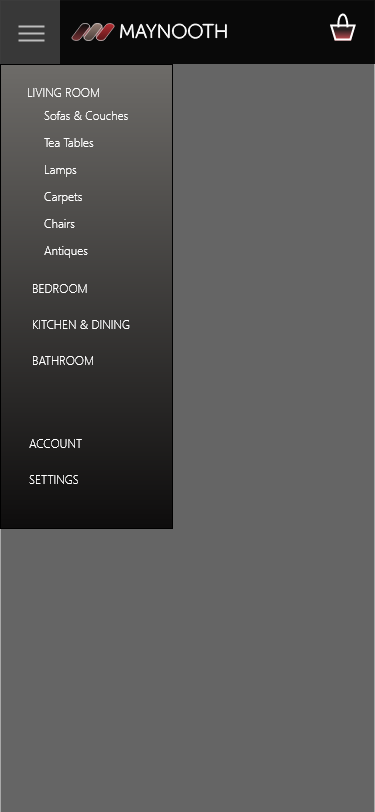 MAYNOOTH
LIVING ROOM
Sofas & Couches
Tea Tables
Lamps
Carpets
Chairs
Antiques
BEDROOM
KITCHEN & DINING
BATHROOM
ACCOUNT
SETTINGS